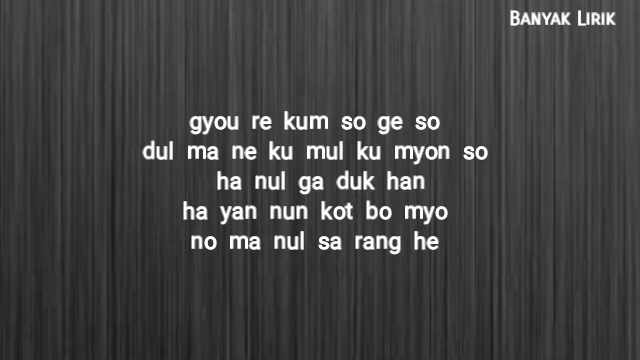 BANYAK LIRIK
gyou re kum so ge so
dul ma ne ku mul ku myon so
ha nul ga duk han
ha yan nun kot bo myo
no ma nul sa rang he